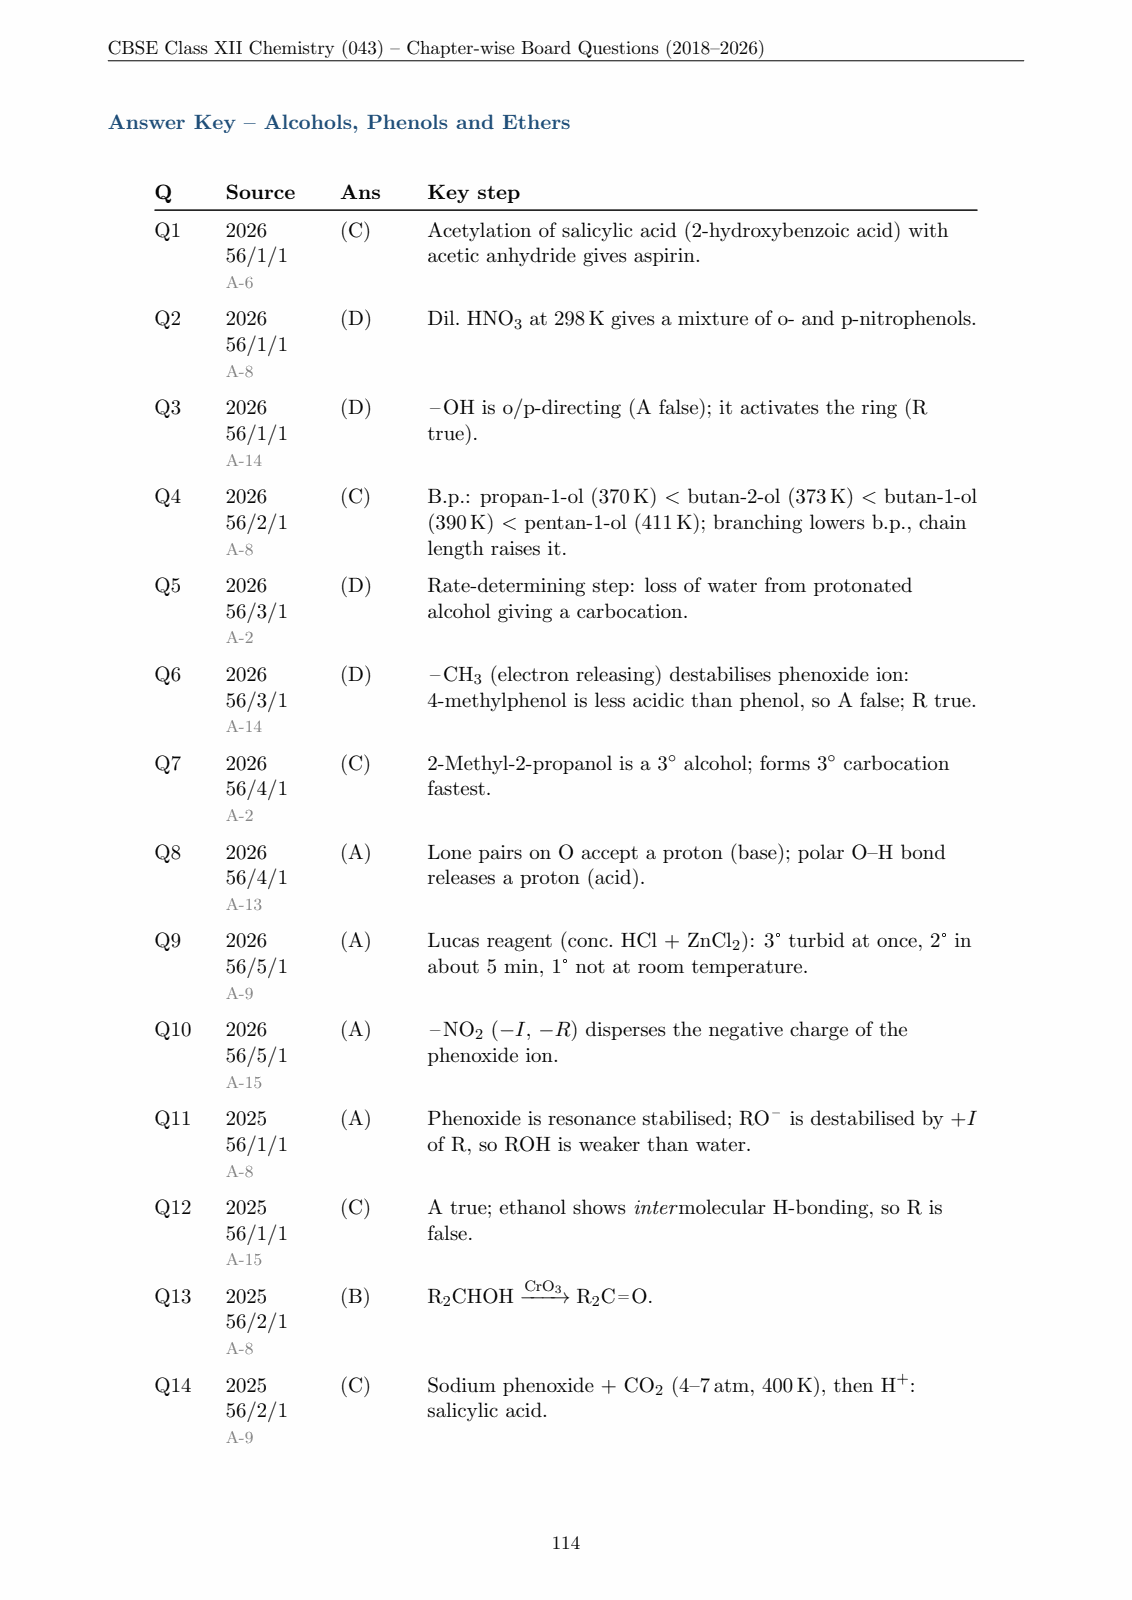 CBSE Class XII Chemistry (043) – Chapter-wise Board Questions (2018–2026)
Answer Key – Alcohols, Phenols and Ethers
Q Source Ans Key step
Q1 2026 (C) Acetylation of salicylic acid (2-hydroxybenzoic acid) with
56/1/1 acetic anhydride gives aspirin.
A-6
Q2 2026 (D) Dil. HNO₃ at 298 K gives a mixture of o- and p-nitrophenols.
56/1/1
A-8
Q3 2026 (D) –OH is o/p-directing (A false); it activates the ring (R
56/1/1 true).
A-14
Q4 2026 (C) B.p.: propan-1-ol (370 K) < butan-2-ol (373 K) < butan-1-ol
56/2/1 (390 K) < pentan-1-ol (411 K); branching lowers b.p., chain
A-8 length raises it.
Q5 2026 (D) Rate-determining step: loss of water from protonated
56/3/1 alcohol giving a carbocation.
A-2
Q6 2026 (D) –CH₃ (electron releasing) destabilises phenoxide ion:
56/3/1 4-methylphenol is less acidic than phenol, so A false; R true.
A-14
Q7 2026 (C) 2-Methyl-2-propanol is a 3° alcohol; forms 3° carbocation
56/4/1 fastest.
A-2
Q8 2026 (A) Lone pairs on O accept a proton (base); polar O–H bond
56/4/1 releases a proton (acid).
A-13
Q9 2026 (A) Lucas reagent (conc. HCl + ZnCl₂): 3° turbid at once, 2° in
56/5/1 about 5 min, 1° not at room temperature.
A-9
Q10 2026 (A) –NO₂ (−I, −R) disperses the negative charge of the
56/5/1 phenoxide ion.
A-15
Q11 2025 (A) Phenoxide is resonance stabilised; RO⁻ is destabilised by +I
56/1/1 of R, so ROH is weaker than water.
A-8
Q12 2025 (C) A true; ethanol shows intermolecular H-bonding, so R is
56/1/1 false.
A-15
Q13 2025 (B) R₂CHOH —CrO₃→ R₂C=O.
56/2/1
A-8
Q14 2025 (C) Sodium phenoxide + CO₂ (4–7 atm, 400 K), then H⁺:
56/2/1 salicylic acid.
A-9
114